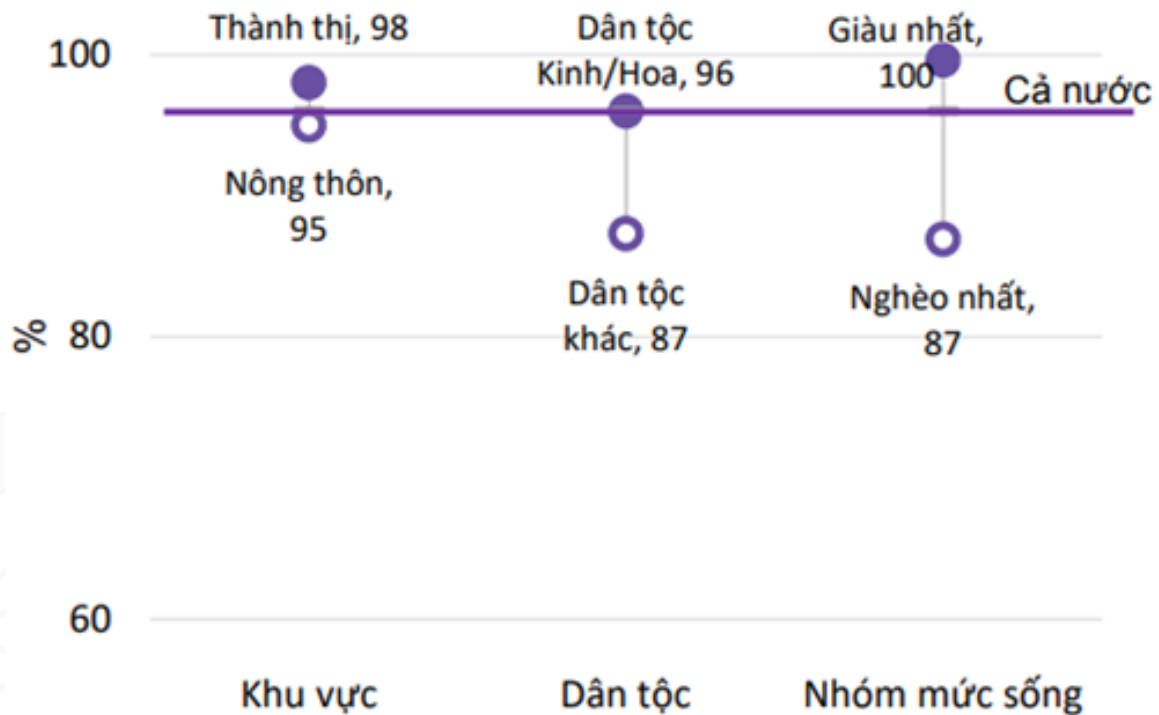 Thành thị, 98
Dân tộc
Kinh/Hoa, 96
Giàu nhất,
100
100
Cả nước
Nông thôn,
95
Dân tộc
khác, 87
Nghèo nhất,
87
%
80
60
Khu vực
Dân tộc
Nhóm mức sống